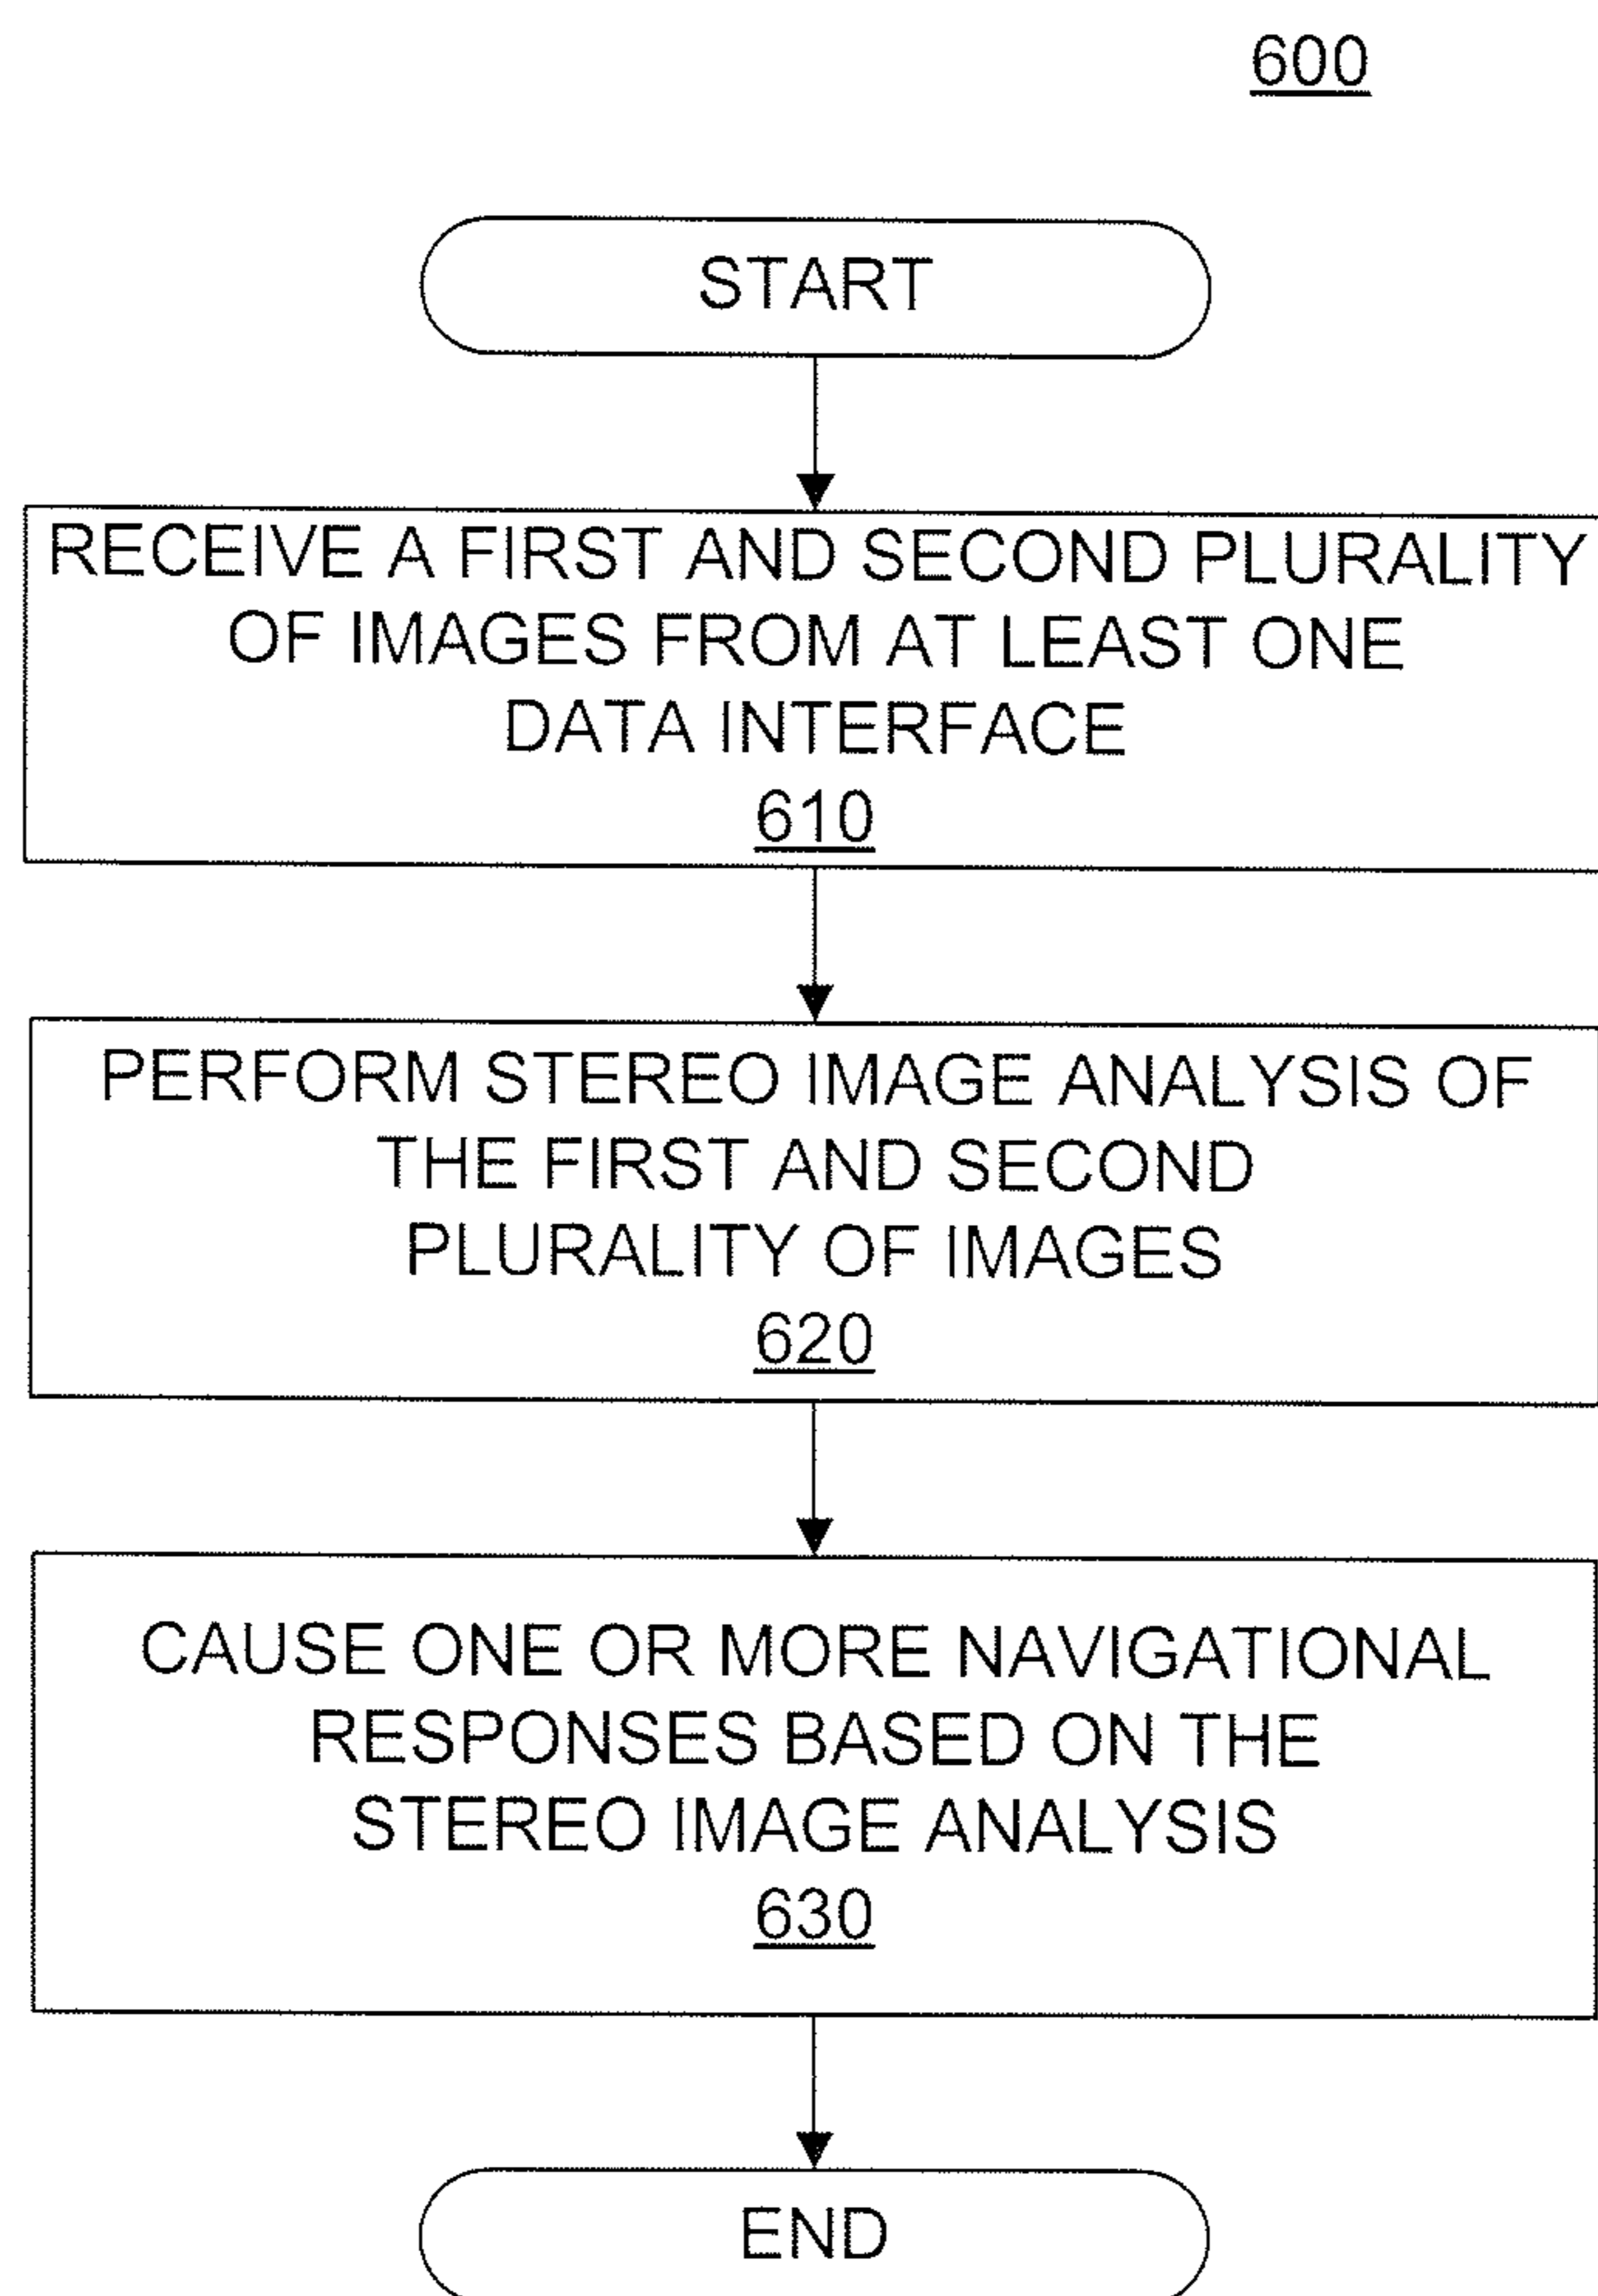 600
START
RECEIVE A FIRST AND SECOND PLURALITY
OF IMAGES FROM AT LEAST ONE
DATA INTERFACE
610
PERFORM STEREO IMAGE ANALYSIS OF
THE FIRST AND SECOND
PLURALITY OF IMAGES
620
CAUSE ONE OR MORE NAVIGATIONAL
RESPONSES BASED ON THE
STEREO IMAGE ANALYSIS
630
END